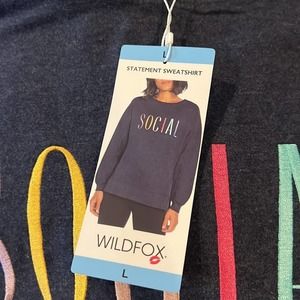 L
STATEMENT SWEATSHIRT
SOCIAL
WILDFOX
L